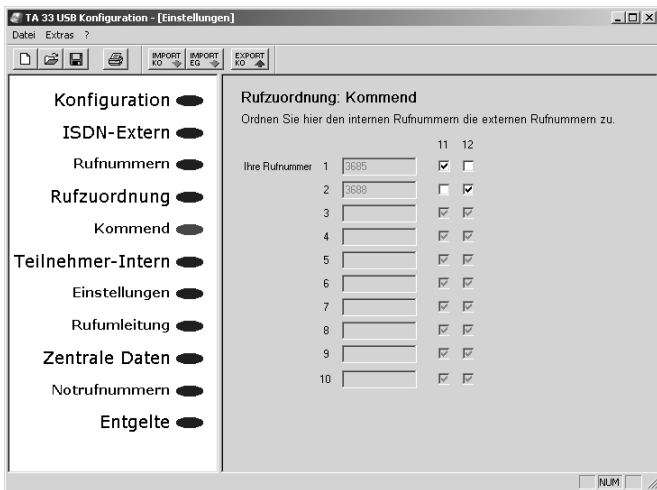 TA 33 USB Konfiguration - [Einstellungen]
Datei Extras ?
IMPORT KO IMPORT EG EXPORT KO
Konfiguration
ISDN-Extern
Rufnummern
Rufzuordnung
Kommend
Teilnehmer-Intern
Einstellungen
Rufumleitung
Zentrale Daten
Notrufnummern
Entgelte
Rufzuordnung: Kommend
Ordnen Sie hier den internen Rufnummern die externen Rufnummern zu.
11 12
Ihre Rufnummer 1 3685
2 3688
3
4
5
6
7
8
9
10
NUM